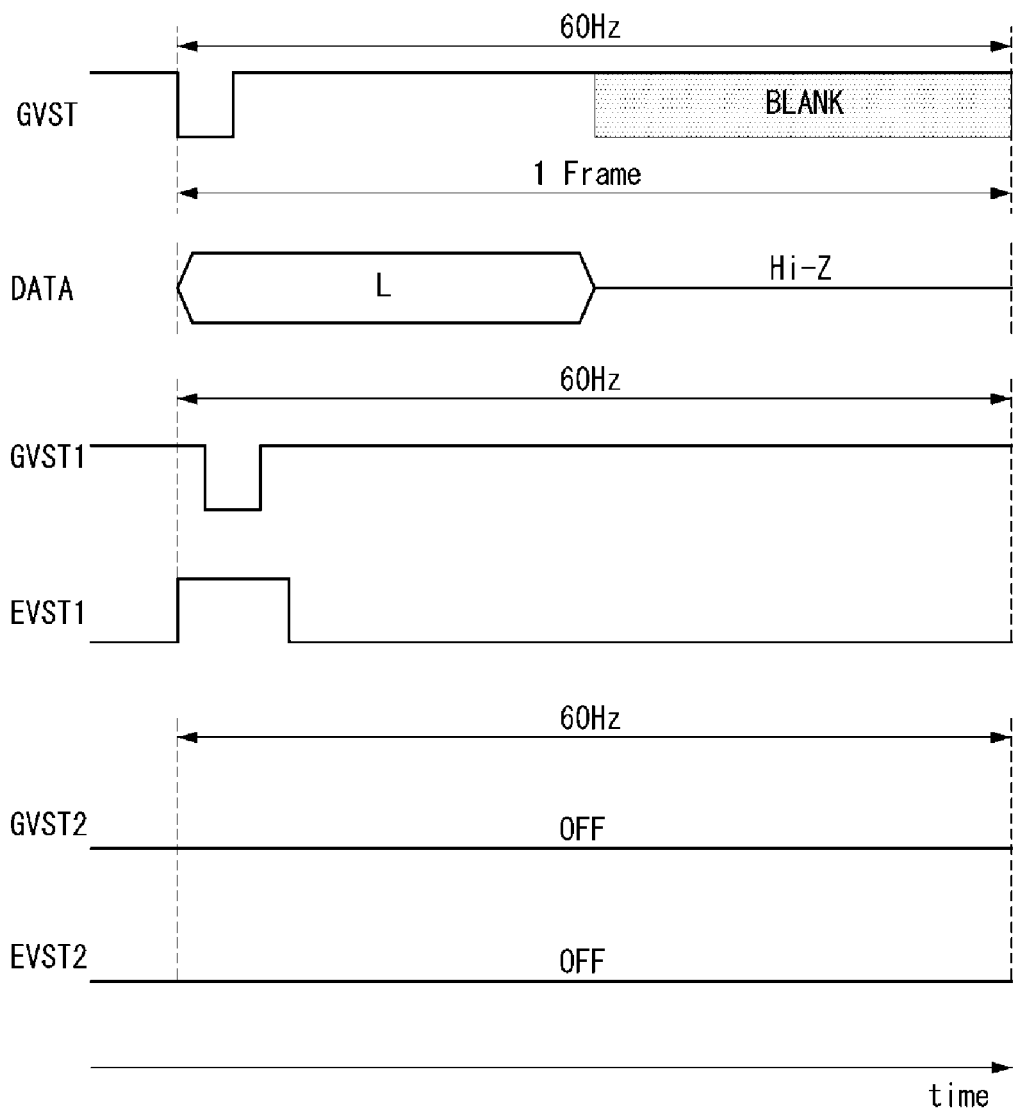 60Hz
GVST
BLANK
1 Frame
DATA
L
Hi-Z
60Hz
GVST1
EVST1
60Hz
GVST2
OFF
EVST2
OFF
time